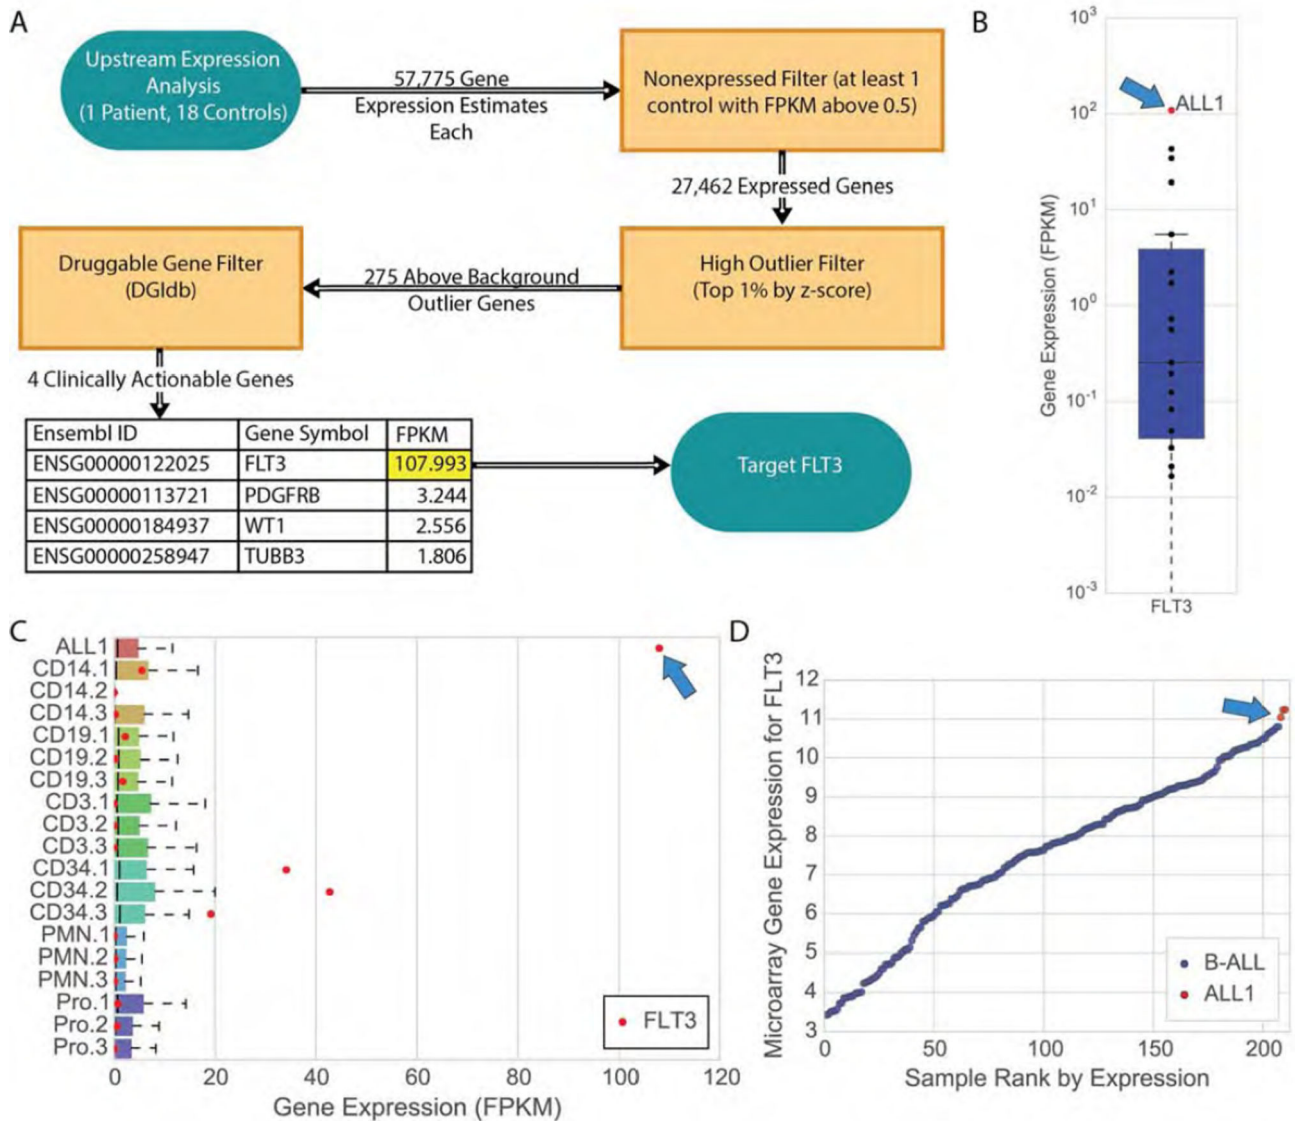 A
Upstream Expression
Analysis
(1 Patient, 18 Controls)
57,775 Gene
Expression Estimates
Each
Nonexpressed Filter (at least 1
control with FPKM above 0.5)
27,462 Expressed Genes
High Outlier Filter
(Top 1% by z-score)
275 Above Background
Outlier Genes
Druggable Gene Filter
(DGIdb)
4 Clinically Actionable Genes
Ensembl ID Gene Symbol FPKM
ENSG00000122025 FLT3 107.993
ENSG00000113721 PDGFRB 3.244
ENSG00000184937 WT1 2.556
ENSG00000258947 TUBB3 1.806
Target FLT3
B
Gene Expression (FPKM)
10³
10²
10¹
10⁰
10⁻¹
10⁻²
10⁻³
ALL1
FLT3
C
ALL1
CD14.1
CD14.2
CD14.3
CD19.1
CD19.2
CD19.3
CD3.1
CD3.2
CD3.3
CD34.1
CD34.2
CD34.3
PMN.1
PMN.2
PMN.3
Pro.1
Pro.2
Pro.3
FLT3
0 20 40 60 80 100 120
Gene Expression (FPKM)
D
Microarray Gene Expression for FLT3
12
11
10
9
8
7
6
5
4
3
B-ALL
ALL1
0 50 100 150 200
Sample Rank by Expression